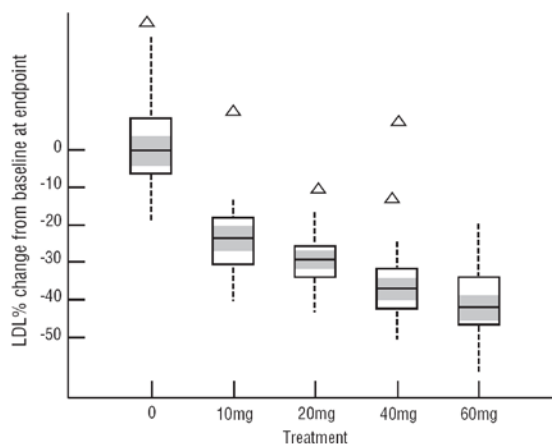 LDL% change from baseline at endpoint
0
-10
-20
-30
-40
-50
0 10mg 20mg 40mg 60mg
Treatment